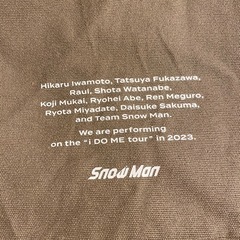 Hikaru Iwamoto, Tatsuya Fukazawa,
Raul, Shota Watanabe,
Koji Mukai, Ryohei Abe, Ren Meguro,
Ryota Miyadate, Daisuke Sakuma,
and Team Snow Man.
We are performing
on the "i DO ME tour" in 2023.
Snow Man